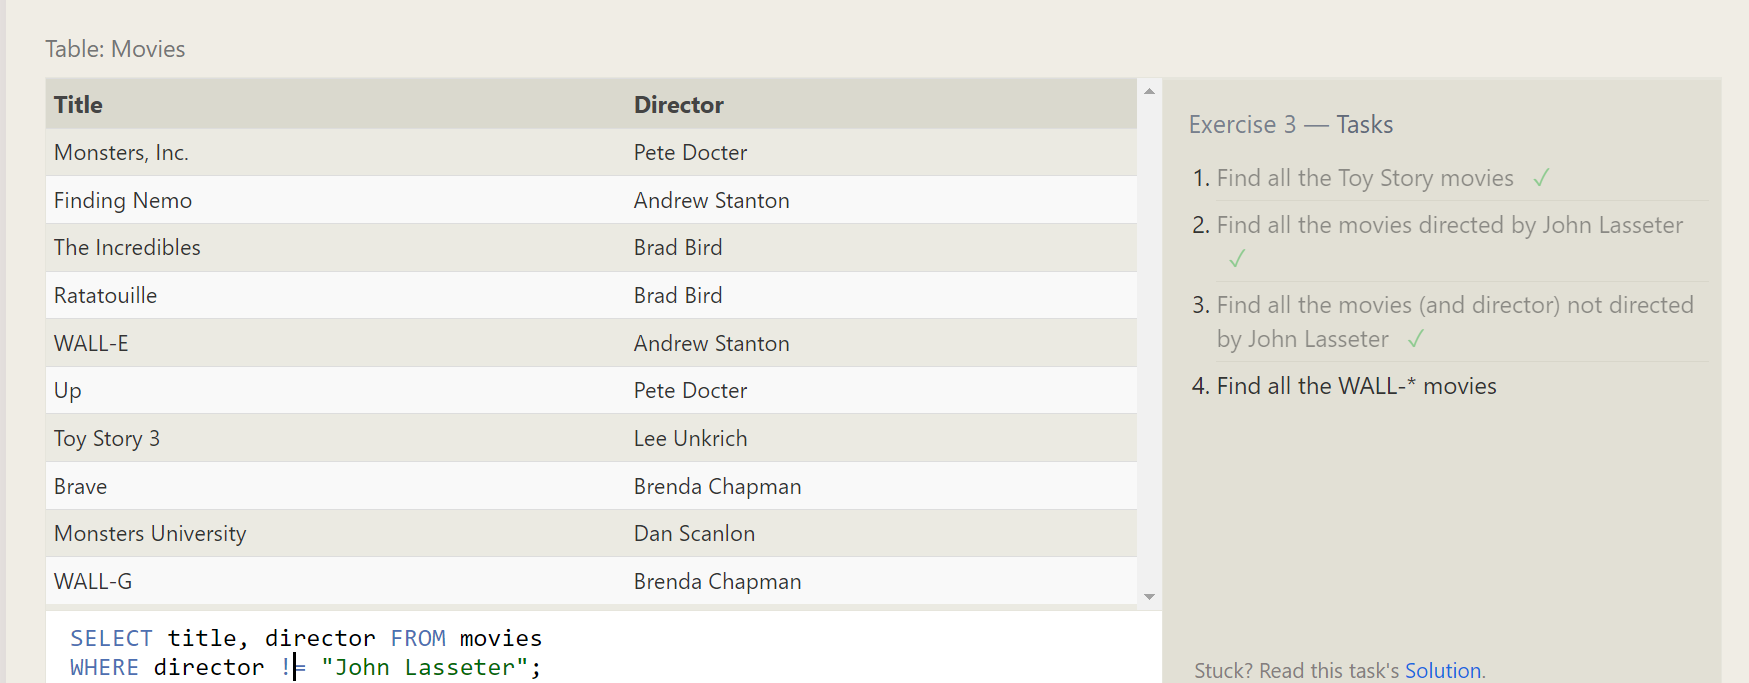 Table: Movies
Title Director
Monsters, Inc. Pete Docter
Finding Nemo Andrew Stanton
The Incredibles Brad Bird
Ratatouille Brad Bird
WALL-E Andrew Stanton
Up Pete Docter
Toy Story 3 Lee Unkrich
Brave Brenda Chapman
Monsters University Dan Scanlon
WALL-G Brenda Chapman
SELECT title, director FROM movies
WHERE director != "John Lasseter";
Exercise 3 — Tasks
1. Find all the Toy Story movies ✓
2. Find all the movies directed by John Lasseter
✓
3. Find all the movies (and director) not directed
by John Lasseter ✓
4. Find all the WALL-* movies
Stuck? Read this task's Solution.